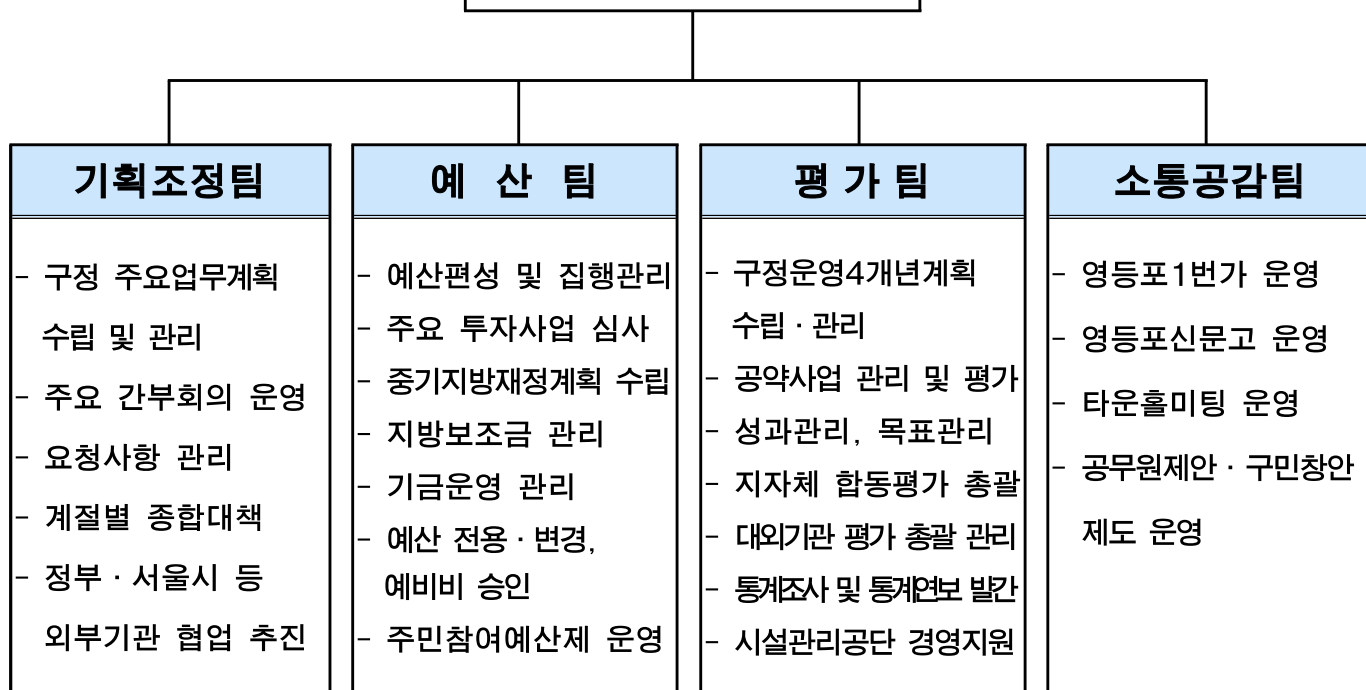 기획조정팀
- 구정 주요업무계획
수립 및 관리
- 주요 간부회의 운영
- 요청사항 관리
- 계절별 종합대책
- 정부 · 서울시 등
외부기관 협업 추진
예 산 팀
- 예산편성 및 집행관리
- 주요 투자사업 심사
- 중기지방재정계획 수립
- 지방보조금 관리
- 기금운영 관리
- 예산 전용 · 변경,
예비비 승인
- 주민참여예산제 운영
평 가 팀
- 구정운영4개년계획
수립 · 관리
- 공약사업 관리 및 평가
- 성과관리, 목표관리
- 지자체 합동평가 총괄
- 대외기관 평가 총괄 관리
- 통계조사 및 통계연보 발간
- 시설관리공단 경영지원
소통공감팀
- 영등포1번가 운영
- 영등포신문고 운영
- 타운홀미팅 운영
- 공무원제안 · 구민창안
제도 운영